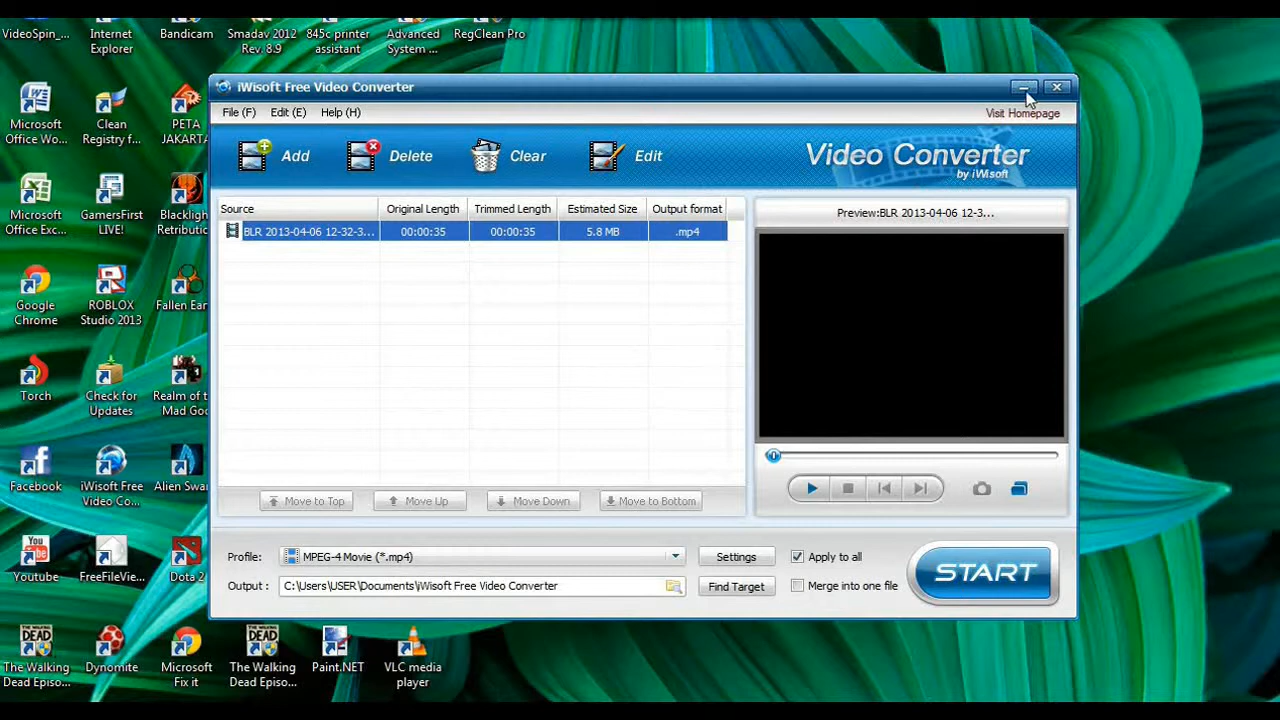 VideoSpin_...
Internet
Explorer
Bandicam
Smadav 2012
Rev. 8.9
845c printer
assistant
Advanced
System ...
RegClean Pro
Microsoft
Office Wo...
Clean
Registry f...
PETA
JAKARTA
Microsoft
Office Exc...
GamersFirst
LIVE!
Blacklight
Retribution
Google
Chrome
ROBLOX
Studio 2013
Fallen Ear
Torch
Check for
Updates
Realm of t
Mad Go
Facebook
iWisoft Free
Video Co...
Alien Swa
Youtube
FreeFileVie...
Dota 2
The Walking
Dead Episo...
Dynomite
Microsoft
Fix it
The Walking
Dead Episo...
Paint.NET
VLC media
player
iWisoft Free Video Converter
File (F) Edit (E) Help (H)
Visit Homepage
Add Delete Clear Edit
Video Converter
by iWisoft
Source Original Length Trimmed Length Estimated Size Output format
BLR 2013-04-06 12-32-3... 00:00:35 00:00:35 5.8 MB .mp4
Preview:BLR 2013-04-06 12-3...
Move to Top Move Up Move Down Move to Bottom
Profile: MPEG-4 Movie (*.mp4) Settings Apply to all
Output : C:\Users\USER\Documents\iWisoft Free Video Converter Find Target Merge into one file
START